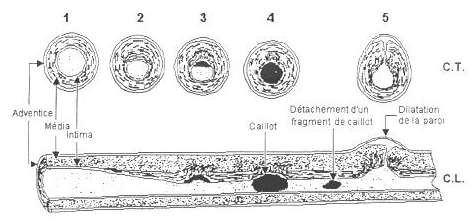 1 2 3 4 5
C.T.
Adventice
Média
Intima
Caillot
Détachement d'un
fragment de caillot
Dilatation
de la paroi
C.L.